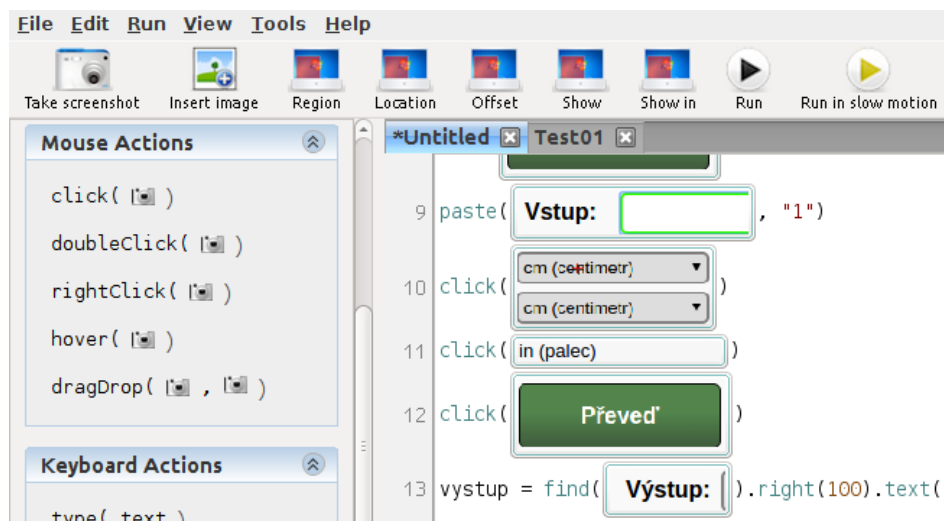 File Edit Run View Tools Help
Take screenshot Insert image Region Location Offset Show Show in Run Run in slow motion
Mouse Actions
click( )
doubleClick( )
rightClick( )
hover( )
dragDrop( , )
Keyboard Actions
type( text )
*Untitled Test01
9 paste( Vstup: , "1")
10 click( cm (centimetr)
cm (centimetr) )
11 click( in (palec) )
12 click( Převeď )
13 vystup = find( Výstup: ).right(100).text(